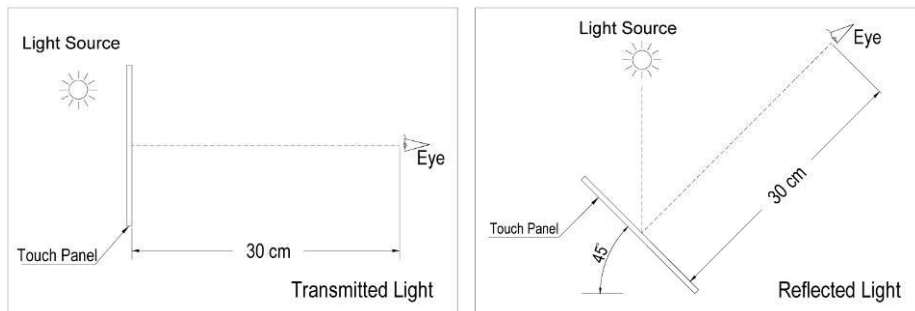 Light Source
Eye
Touch Panel
30 cm
Transmitted Light
Light Source
Eye
30 cm
Touch Panel
45°
Reflected Light